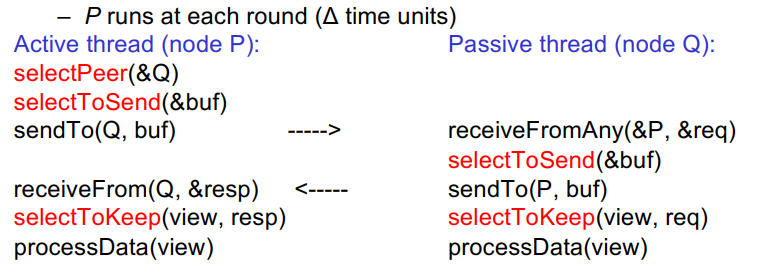 – P runs at each round (Δ time units)
Active thread (node P): Passive thread (node Q):
selectPeer(&Q)
selectToSend(&buf)
sendTo(Q, buf) -----> receiveFromAny(&P, &req)
selectToSend(&buf)
receiveFrom(Q, &resp) <----- sendTo(P, buf)
selectToKeep(view, resp) selectToKeep(view, req)
processData(view) processData(view)